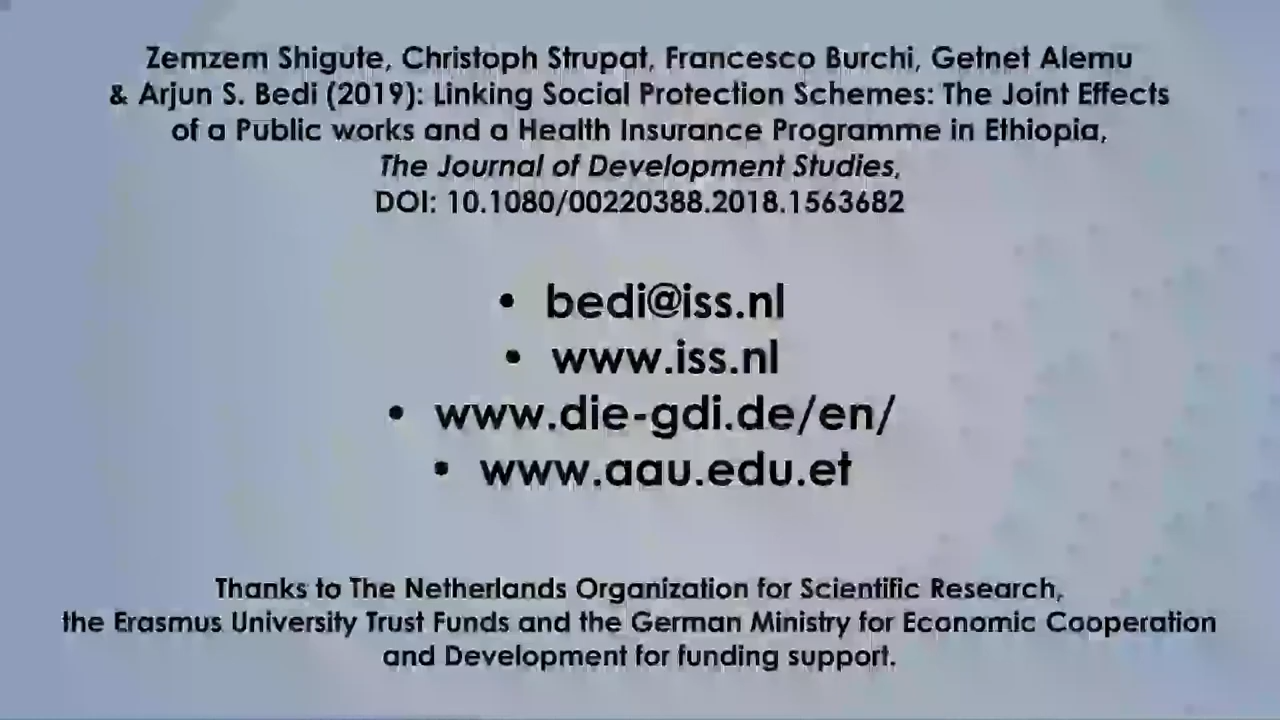 Zemzem Shigute, Christoph Strupat, Francesco Burchi, Getnet Alemu
& Arjun S. Bedi (2019): Linking Social Protection Schemes: The Joint Effects
of a Public works and a Health Insurance Programme in Ethiopia,
The Journal of Development Studies,
DOI: 10.1080/00220388.2018.1563682
• bedi@iss.nl
• www.iss.nl
• www.die-gdi.de/en/
• www.aau.edu.et
Thanks to The Netherlands Organization for Scientific Research,
the Erasmus University Trust Funds and the German Ministry for Economic Cooperation
and Development for funding support.